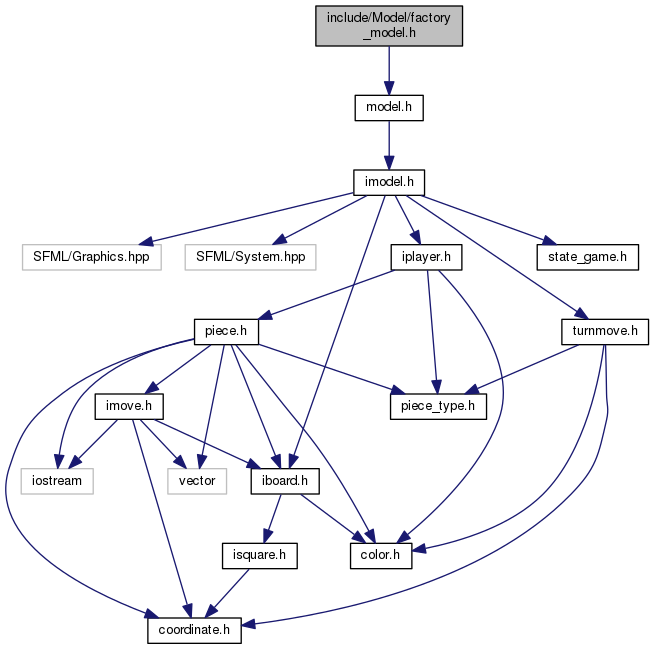 include/Model/factory
_model.h
model.h
imodel.h
SFML/Graphics.hpp
SFML/System.hpp
iplayer.h
state_game.h
piece.h
turnmove.h
imove.h
piece_type.h
iostream
vector
iboard.h
isquare.h
color.h
coordinate.h